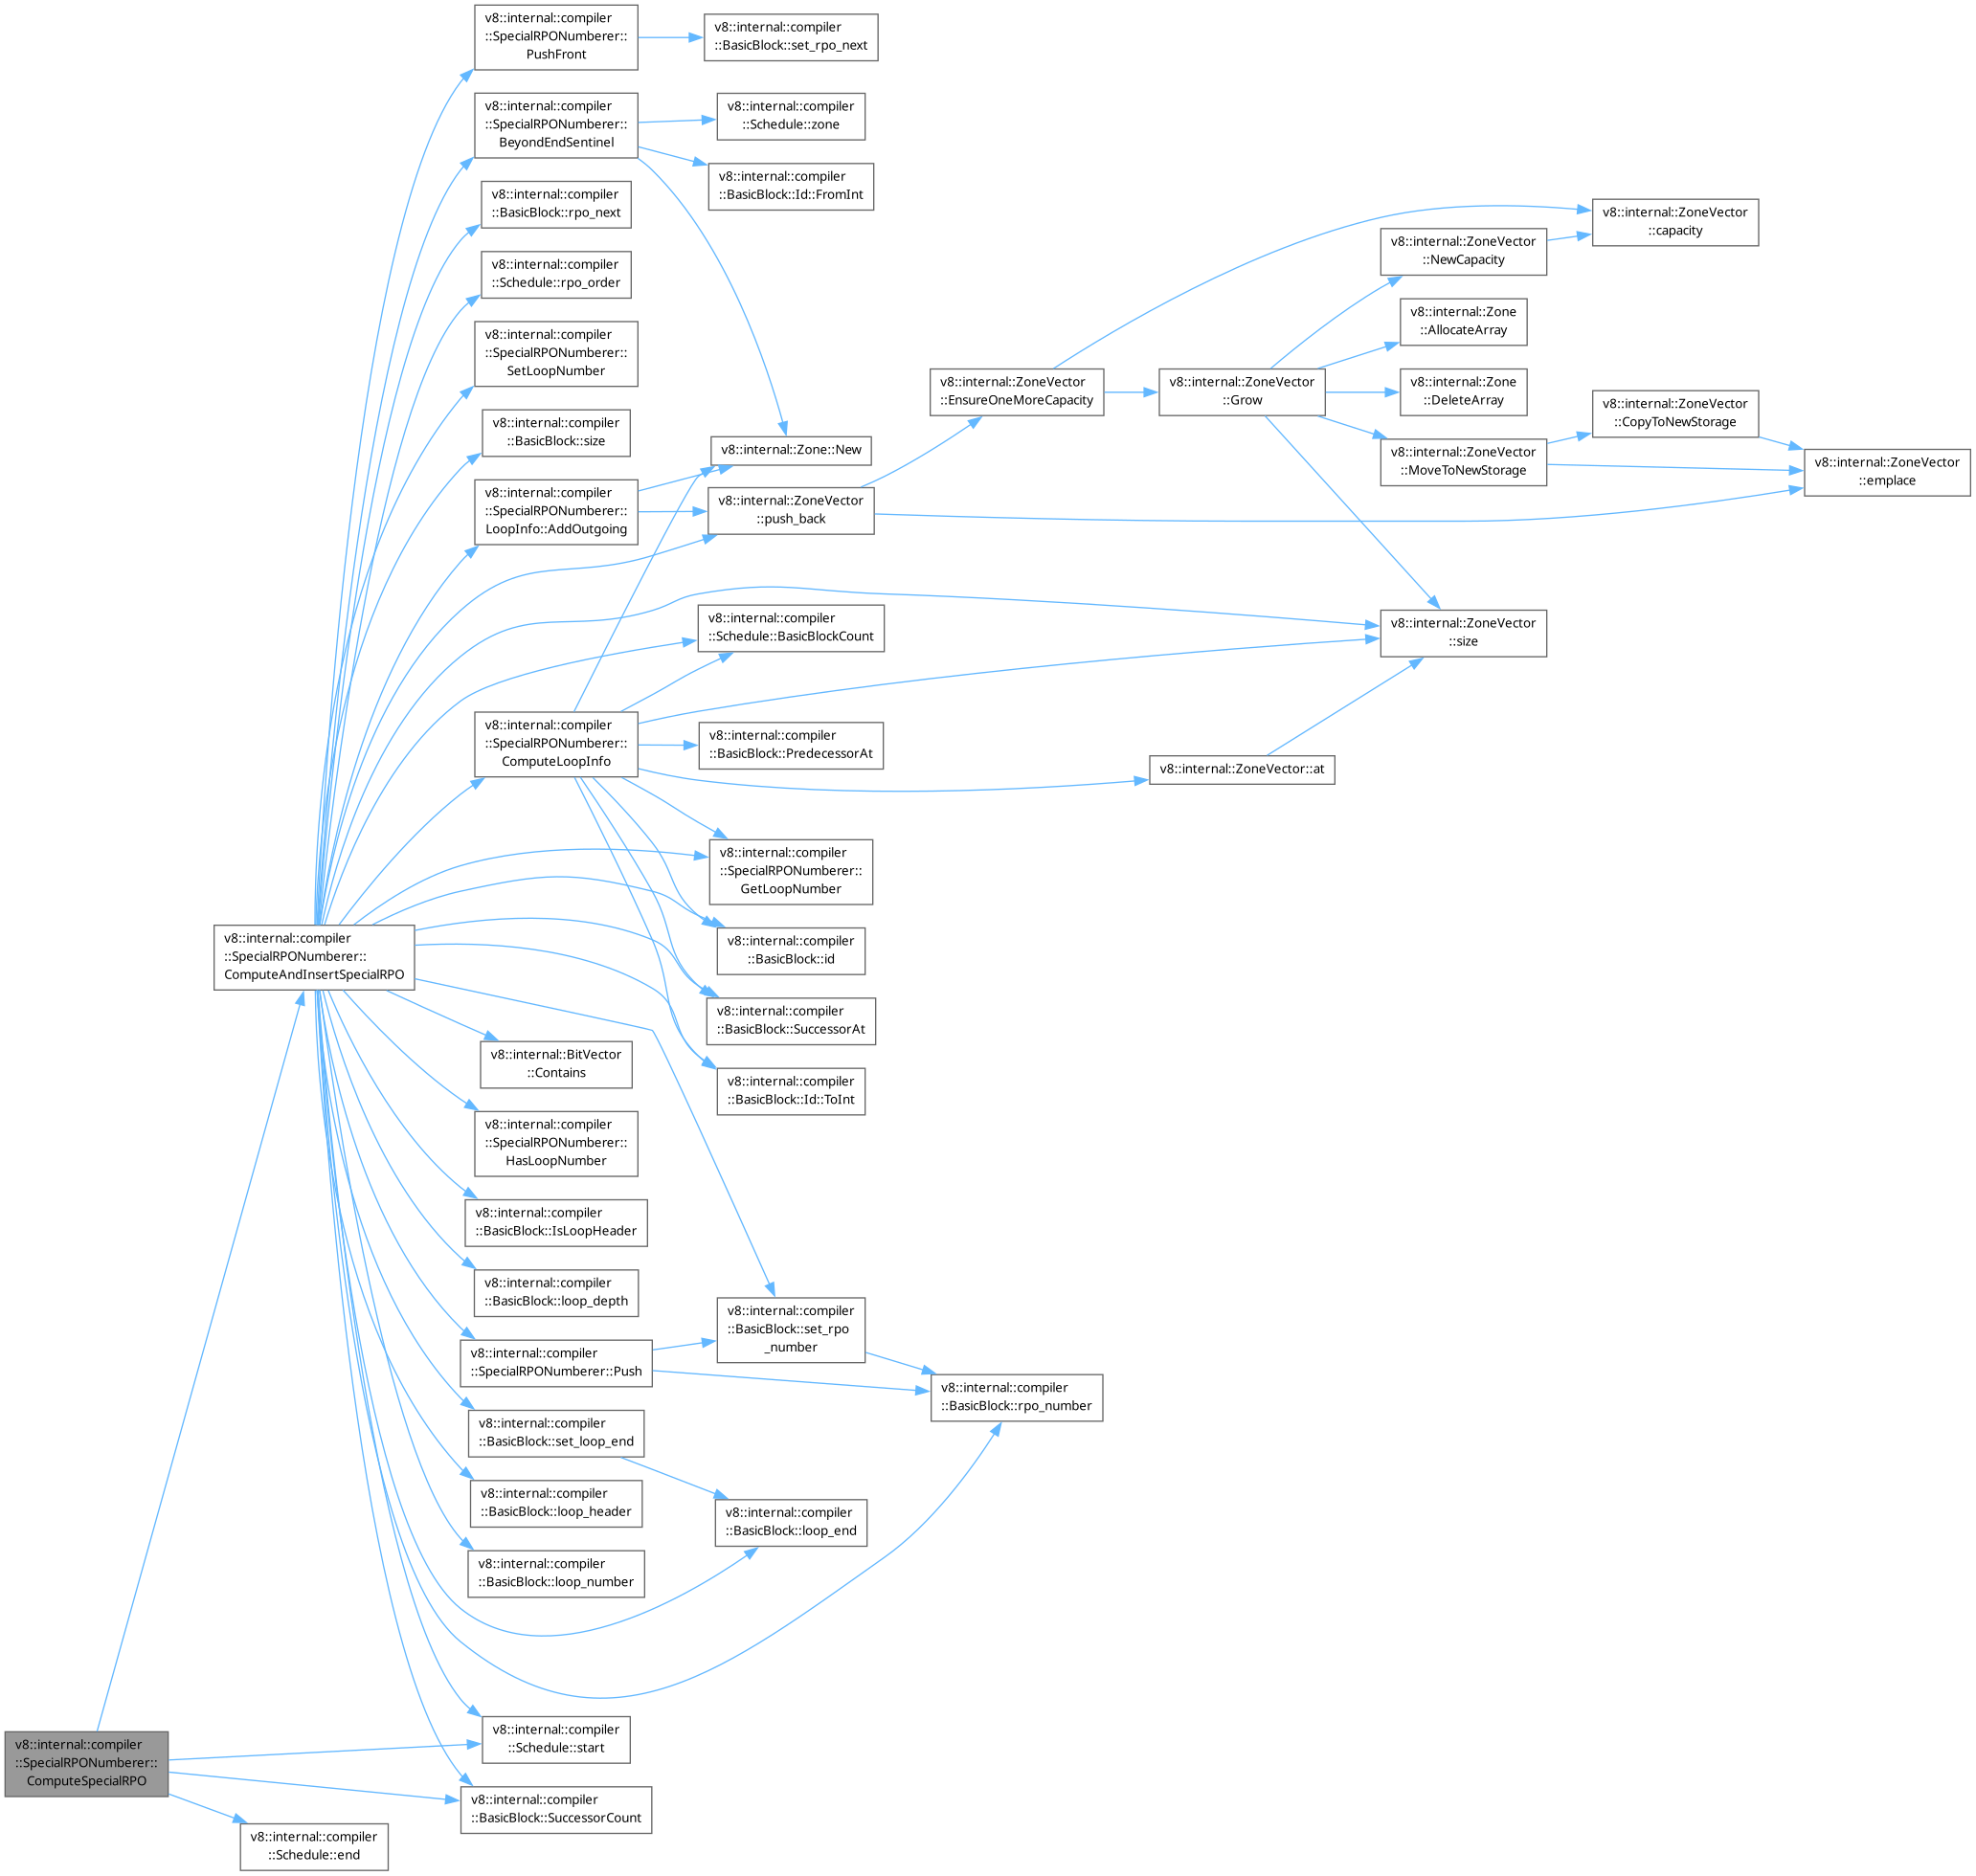 v8::internal::compiler
::SpecialRPONumberer::
PushFront
v8::internal::compiler
::BasicBlock::set_rpo_next
v8::internal::compiler
::SpecialRPONumberer::
BeyondEndSentinel
v8::internal::compiler
::Schedule::zone
v8::internal::compiler
::BasicBlock::Id::FromInt
v8::internal::compiler
::BasicBlock::rpo_next
v8::internal::ZoneVector
::capacity
v8::internal::ZoneVector
::NewCapacity
v8::internal::compiler
::Schedule::rpo_order
v8::internal::Zone
::AllocateArray
v8::internal::compiler
::SpecialRPONumberer::
SetLoopNumber
v8::internal::ZoneVector
::EnsureOneMoreCapacity
v8::internal::ZoneVector
::Grow
v8::internal::Zone
::DeleteArray
v8::internal::ZoneVector
::CopyToNewStorage
v8::internal::compiler
::BasicBlock::size
v8::internal::Zone::New
v8::internal::ZoneVector
::MoveToNewStorage
v8::internal::ZoneVector
::emplace
v8::internal::compiler
::SpecialRPONumberer::
LoopInfo::AddOutgoing
v8::internal::ZoneVector
::push_back
v8::internal::compiler
::Schedule::BasicBlockCount
v8::internal::ZoneVector
::size
v8::internal::compiler
::SpecialRPONumberer::
ComputeLoopInfo
v8::internal::compiler
::BasicBlock::PredecessorAt
v8::internal::ZoneVector::at
v8::internal::compiler
::SpecialRPONumberer::
GetLoopNumber
v8::internal::compiler
::SpecialRPONumberer::
ComputeAndInsertSpecialRPO
v8::internal::compiler
::BasicBlock::id
v8::internal::compiler
::BasicBlock::SuccessorAt
v8::internal::BitVector
::Contains
v8::internal::compiler
::BasicBlock::Id::ToInt
v8::internal::compiler
::SpecialRPONumberer::
HasLoopNumber
v8::internal::compiler
::BasicBlock::IsLoopHeader
v8::internal::compiler
::BasicBlock::loop_depth
v8::internal::compiler
::BasicBlock::set_rpo
_number
v8::internal::compiler
::SpecialRPONumberer::Push
v8::internal::compiler
::BasicBlock::rpo_number
v8::internal::compiler
::BasicBlock::set_loop_end
v8::internal::compiler
::BasicBlock::loop_header
v8::internal::compiler
::BasicBlock::loop_end
v8::internal::compiler
::BasicBlock::loop_number
v8::internal::compiler
::SpecialRPONumberer::
ComputeSpecialRPO
v8::internal::compiler
::Schedule::start
v8::internal::compiler
::BasicBlock::SuccessorCount
v8::internal::compiler
::Schedule::end